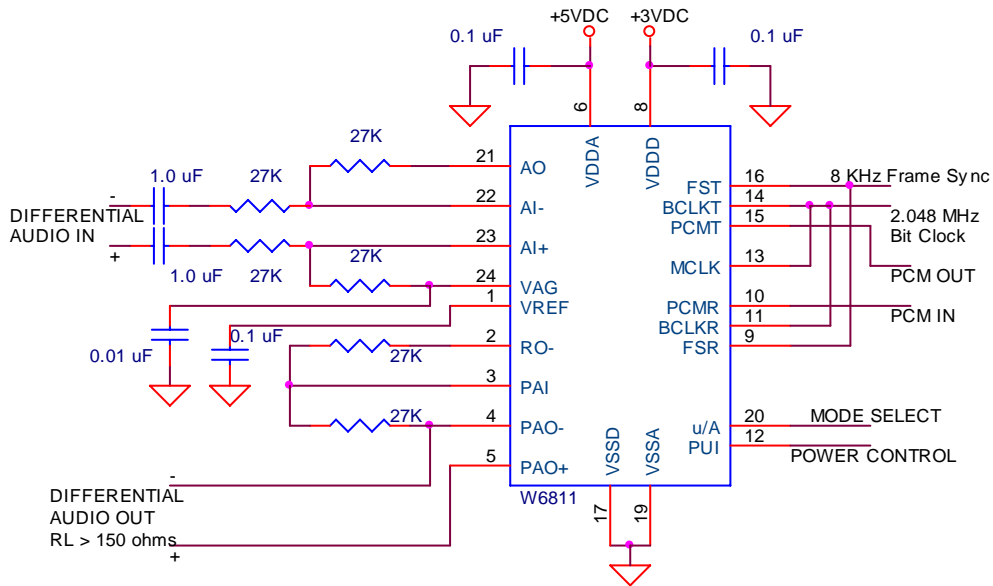 +5VDC
+3VDC
0.1 uF
0.1 uF
6
8
VDDA
VDDD
27K
21
AO
1.0 uF
27K
22
AI-
-
DIFFERENTIAL
AUDIO IN
+
23
AI+
1.0 uF
27K
27K
24
VAG
1
VREF
0.01 uF
0.1 uF
27K
2
RO-
3
PAI
27K
4
PAO-
5
PAO+
-
DIFFERENTIAL
AUDIO OUT
RL > 150 ohms
+
16
FST
8 KHz Frame Sync
14
BCLKT
2.048 MHz
Bit Clock
15
PCMT
PCM OUT
13
MCLK
10
PCMR
PCM IN
11
BCLKR
9
FSR
20
u/A
MODE SELECT
12
PUI
POWER CONTROL
VSSD
VSSA
W6811
17
19